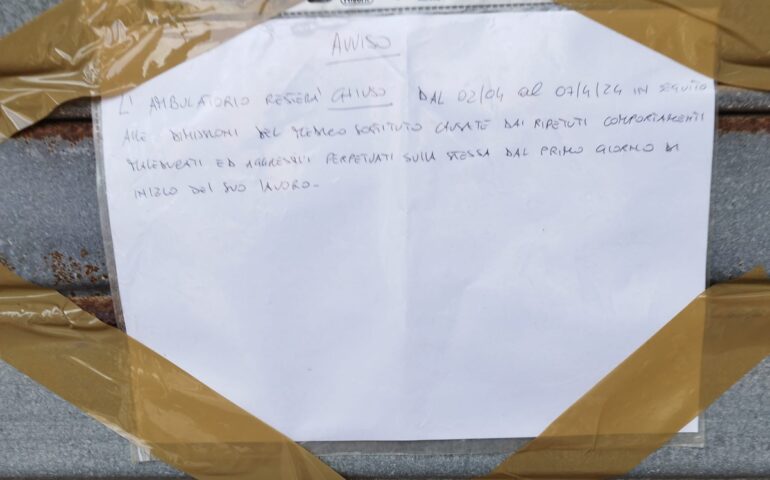 AVVISO
L' AMBULATORIO RESTERA' CHIUSO DAL 02/04 al 07/4/24 IN SEGUITO
ALLE DIMISSIONI DEL MEDICO SOSTITUTO CAUSATE DAI RIPETUTI COMPORTAMENTI
MALEDUCATI ED AGGRESSIVI PERPETUATI SULLA STESSA DAL PRIMO GIORNO DI
INIZIO DEL SUO LAVORO.